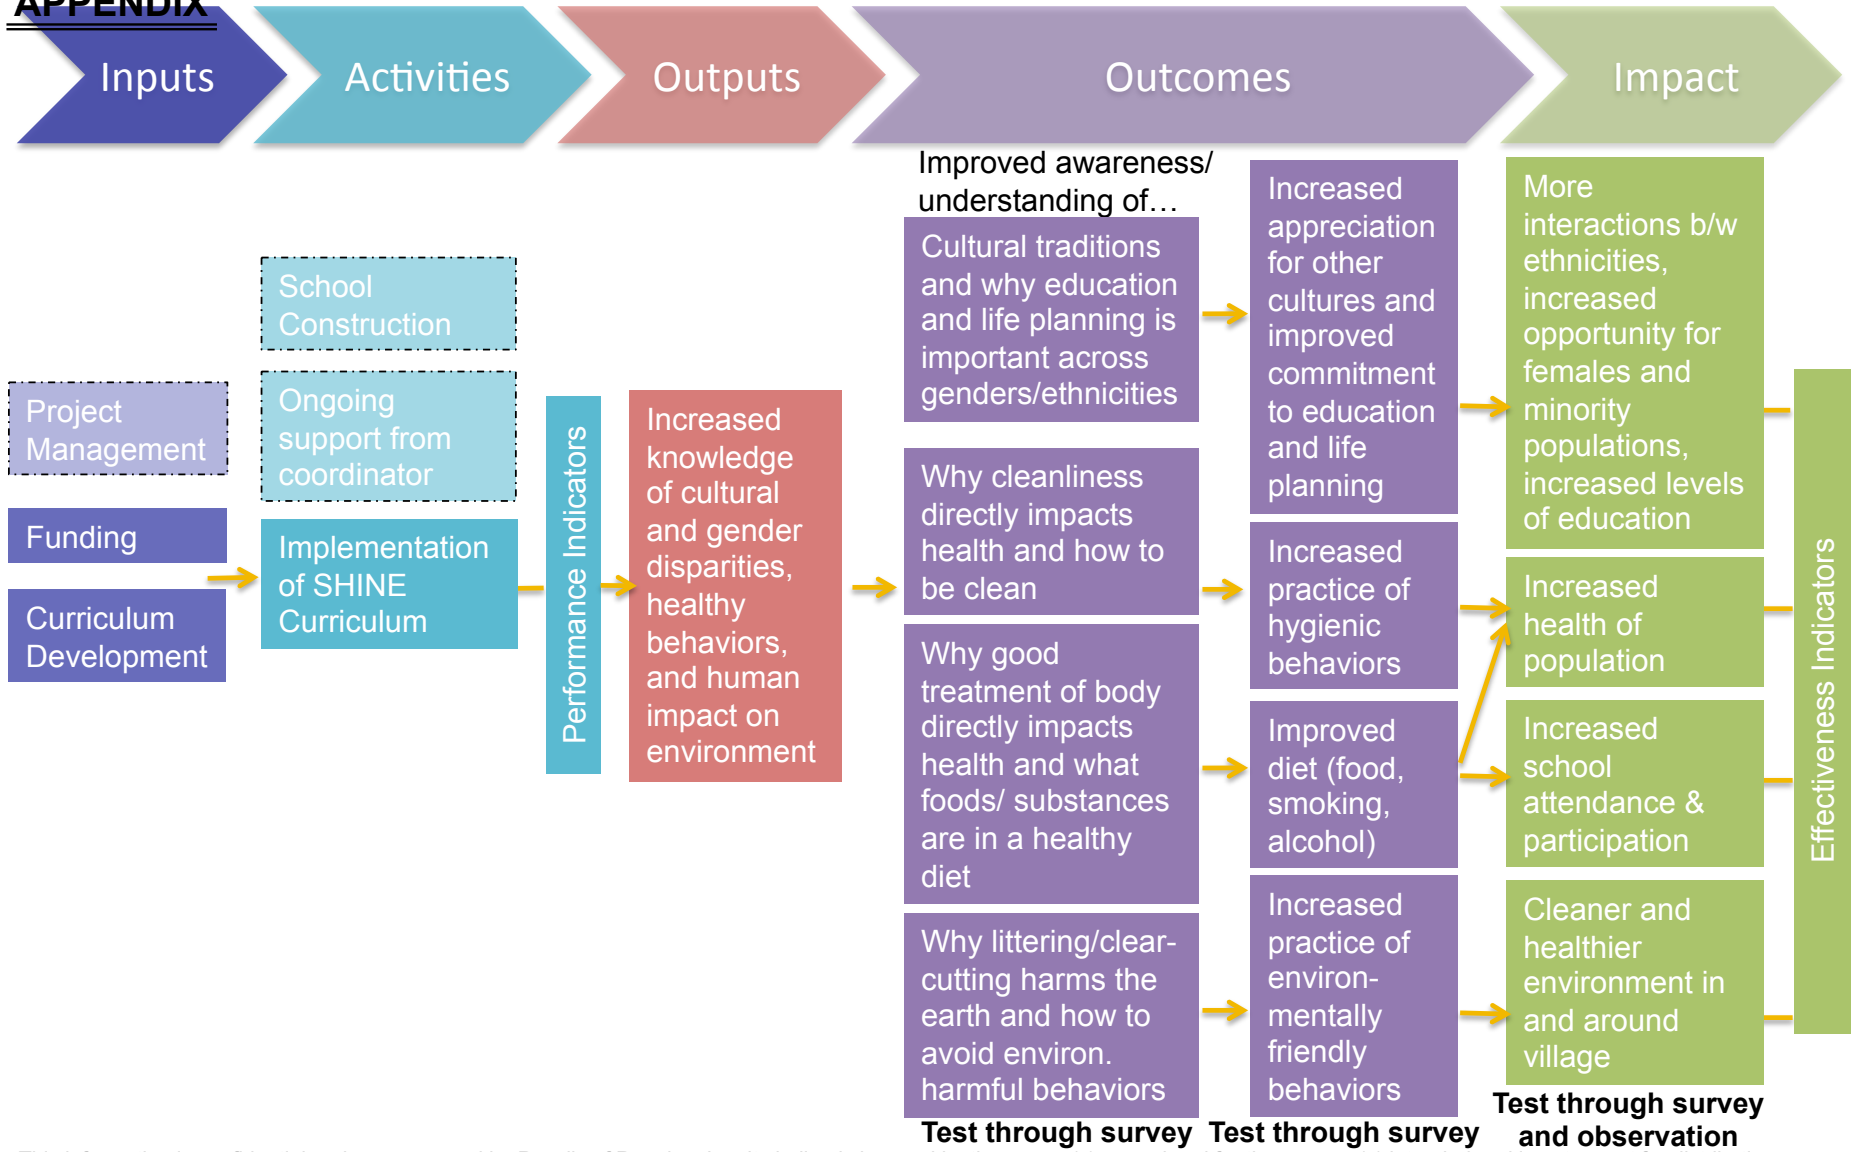 APPENDIX
Inputs
Activities
Outputs
Outcomes
Impact
Project
Management
Funding
Curriculum
Development
School
Construction
Ongoing
support from
coordinator
Implementation
of SHINE
Curriculum
Performance Indicators
Increased
knowledge
of cultural
and gender
disparities,
healthy
behaviors,
and human
impact on
environment
Improved awareness/
understanding of…
Cultural traditions
and why education
and life planning is
important across
genders/ethnicities
Why cleanliness
directly impacts
health and how to
be clean
Why good
treatment of body
directly impacts
health and what
foods/ substances
are in a healthy
diet
Why littering/clear-
cutting harms the
earth and how to
avoid environ.
harmful behaviors
Test through survey
Increased
appreciation
for other
cultures and
improved
commitment
to education
and life
planning
Increased
practice of
hygienic
behaviors
Improved
diet (food,
smoking,
alcohol)
Increased
practice of
environ-
mentally
friendly
behaviors
Test through survey
More
interactions b/w
ethnicities,
increased
opportunity for
females and
minority
populations,
increased levels
of education
Increased
health of
population
Increased
school
attendance &
participation
Cleaner and
healthier
environment in
and around
village
Test through survey
and observation
Effectiveness Indicators